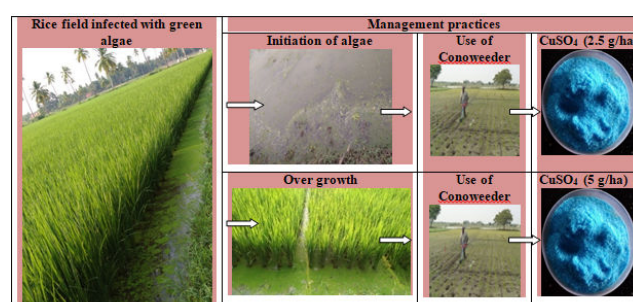 Rice field infected with green
algae
Management practices
Initiation of algae
Use of
Conoweeder
CuSO₄ (2.5 g/ha
Over growth
Use of
Conoweeder
CuSO₄ (5 g/ha)